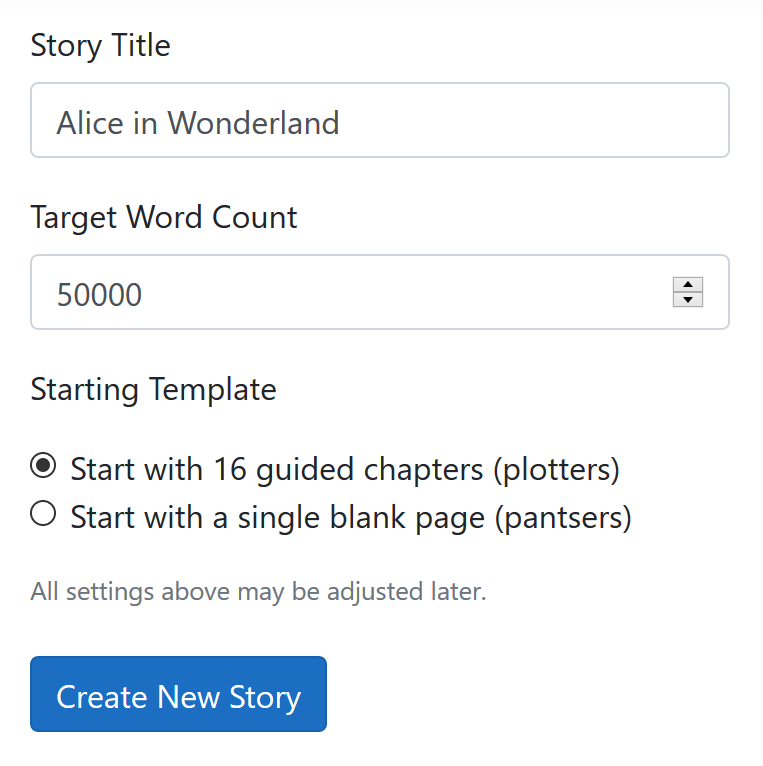 Story Title
Alice in Wonderland
Target Word Count
50000
Starting Template
Start with 16 guided chapters (plotters)
Start with a single blank page (pantsers)
All settings above may be adjusted later.
Create New Story